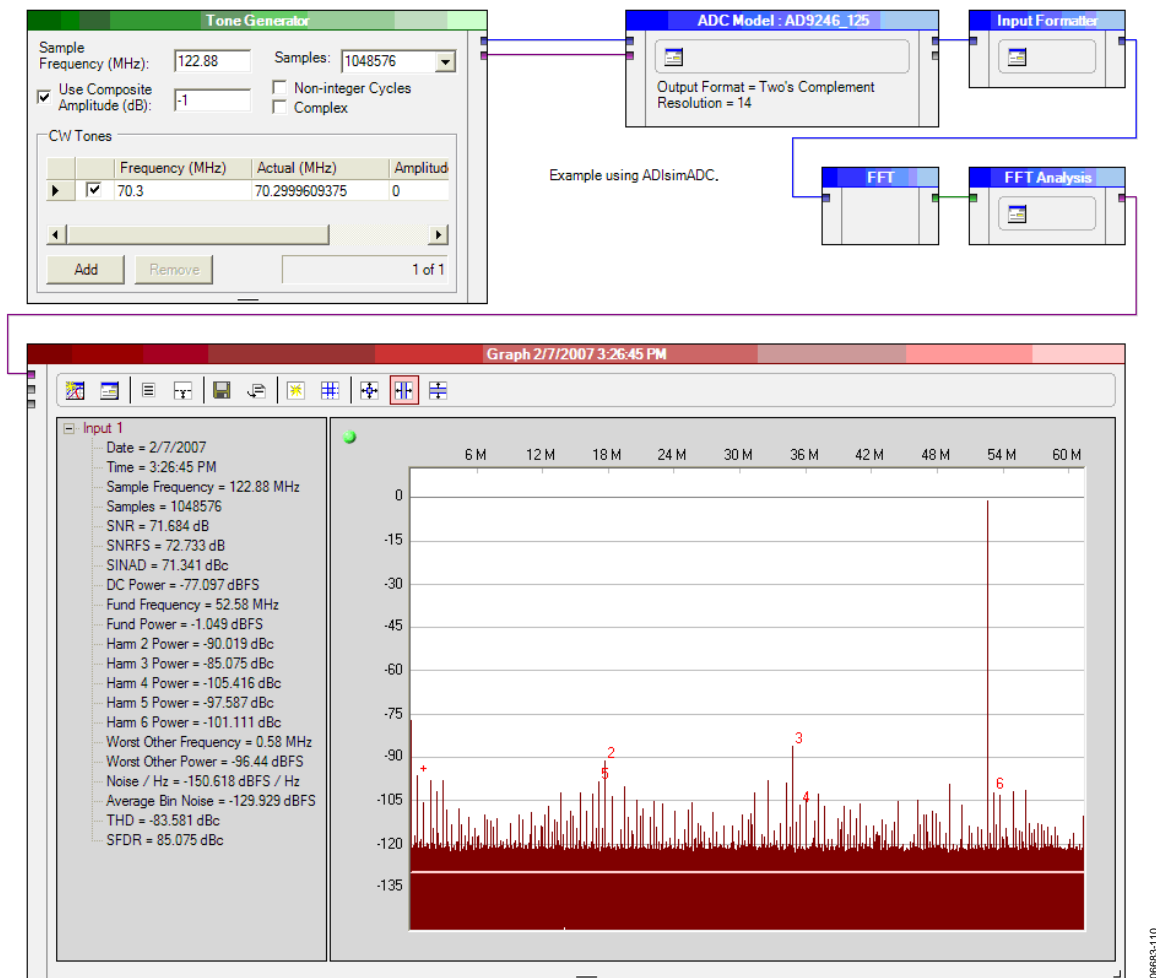 Tone Generator
Sample
Frequency (MHz): 122.88 Samples: 1048576
Use Composite
Amplitude (dB): -1
Non-integer Cycles
Complex
CW Tones
Frequency (MHz) Actual (MHz) Amplitud
70.3 70.2999609375 0
Add Remove 1 of 1
ADC Model : AD9246_125
Output Format = Two's Complement
Resolution = 14
Input Formatter
Example using ADIsimADC.
FFT
FFT Analysis
Graph 2/7/2007 3:26:45 PM
Input 1
Date = 2/7/2007
Time = 3:26:45 PM
Sample Frequency = 122.88 MHz
Samples = 1048576
SNR = 71.684 dB
SNRFS = 72.733 dB
SINAD = 71.341 dBc
DC Power = -77.097 dBFS
Fund Frequency = 52.58 MHz
Fund Power = -1.049 dBFS
Harm 2 Power = -90.019 dBc
Harm 3 Power = -85.075 dBc
Harm 4 Power = -105.416 dBc
Harm 5 Power = -97.587 dBc
Harm 6 Power = -101.111 dBc
Worst Other Frequency = 0.58 MHz
Worst Other Power = -96.44 dBFS
Noise / Hz = -150.618 dBFS / Hz
Average Bin Noise = -129.929 dBFS
THD = -83.581 dBc
SFDR = 85.075 dBc
6 M 12 M 18 M 24 M 30 M 36 M 42 M 48 M 54 M 60 M
0
-15
-30
-45
-60
-75
-90
-105
-120
-135
+
2
5
3
4
6
06683-110